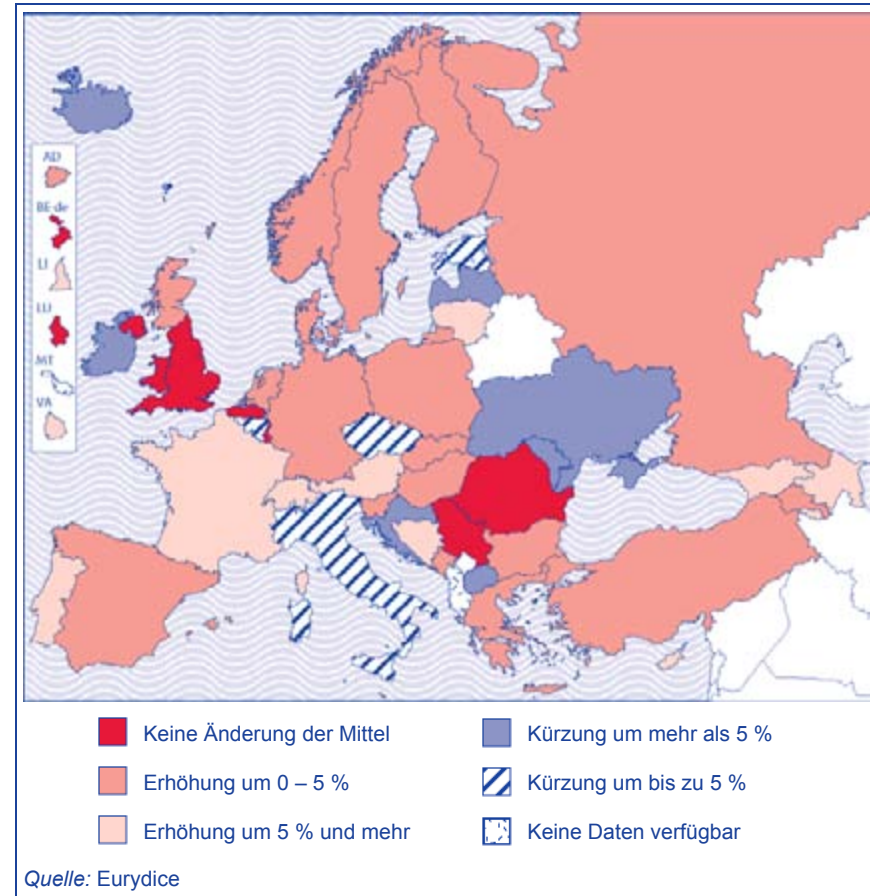 AD
BE-de
LI
LU
MT
VA
Keine Änderung der Mittel
Erhöhung um 0 – 5 %
Erhöhung um 5 % und mehr
Kürzung um mehr als 5 %
Kürzung um bis zu 5 %
Keine Daten verfügbar
Quelle: Eurydice